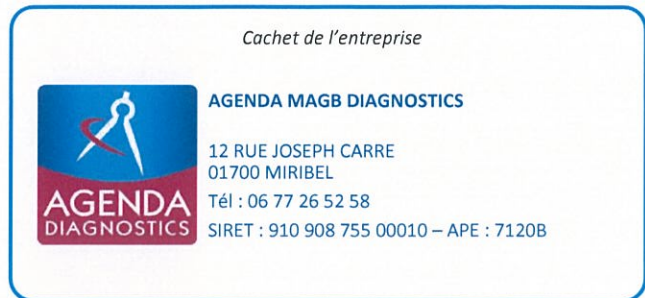 Cachet de l'entreprise
AGENDA
DIAGNOSTICS
AGENDA MAGB DIAGNOSTICS
12 RUE JOSEPH CARRE
01700 MIRIBEL
Tél : 06 77 26 52 58
SIRET : 910 908 755 00010 – APE : 7120B